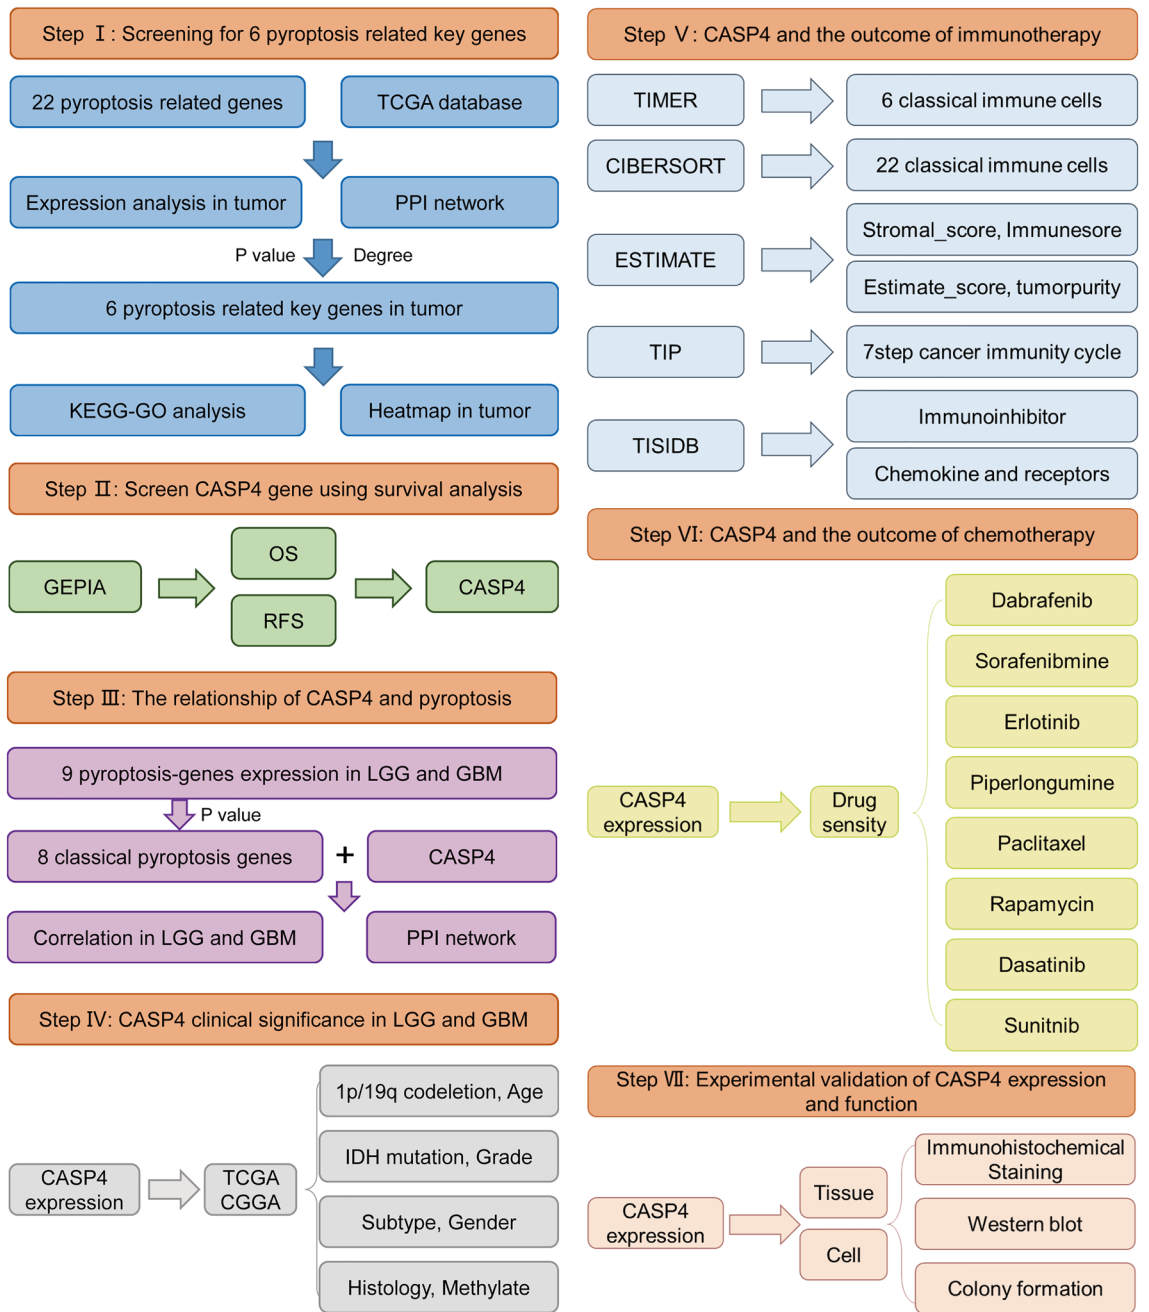 Step Ⅰ: Screening for 6 pyroptosis related key genes
22 pyroptosis related genes
TCGA database
Expression analysis in tumor
PPI network
P value
Degree
6 pyroptosis related key genes in tumor
KEGG-GO analysis
Heatmap in tumor
Step Ⅱ: Screen CASP4 gene using survival analysis
GEPIA
OS
RFS
CASP4
Step Ⅲ: The relationship of CASP4 and pyroptosis
9 pyroptosis-genes expression in LGG and GBM
P value
8 classical pyroptosis genes
+
CASP4
Correlation in LGG and GBM
PPI network
Step Ⅳ: CASP4 clinical significance in LGG and GBM
CASP4
expression
TCGA
CGGA
1p/19q codeletion, Age
IDH mutation, Grade
Subtype, Gender
Histology, Methylate
Step Ⅴ: CASP4 and the outcome of immunotherapy
TIMER
6 classical immune cells
CIBERSORT
22 classical immune cells
ESTIMATE
Stromal_score, Immunesore
Estimate_score, tumorpurity
TIP
7step cancer immunity cycle
TISIDB
Immunoinhibitor
Chemokine and receptors
Step Ⅵ: CASP4 and the outcome of chemotherapy
CASP4
expression
Drug
sensity
Dabrafenib
Sorafenibmine
Erlotinib
Piperlongumine
Paclitaxel
Rapamycin
Dasatinib
Sunitnib
Step Ⅶ: Experimental validation of CASP4 expression
and function
CASP4
expression
Tissue
Cell
Immunohistochemical
Staining
Western blot
Colony formation